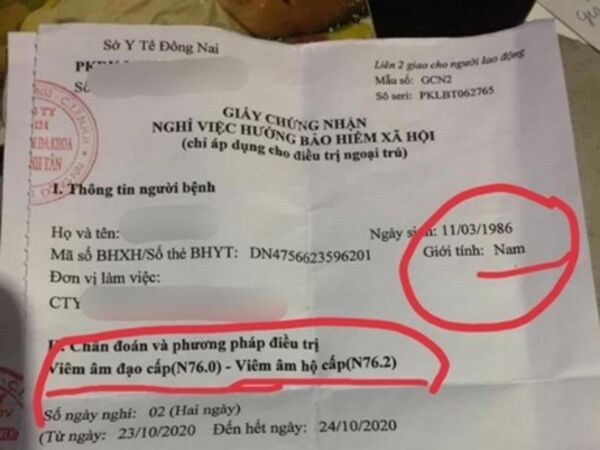 Sở Y Tế Đồng Nai
Liên 2 giao cho người lao động
Mẫu số: GCN2
Số seri: PKLBT062765
GIẤY CHỨNG NHẬN
NGHỈ VIỆC HƯỞNG BẢO HIỂM XÃ HỘI
(chỉ áp dụng cho điều trị ngoại trú)
I. Thông tin người bệnh
Họ và tên:
Ngày sinh: 11/03/1986
Mã số BHXH/Số thẻ BHYT: DN4756623596201
Giới tính: Nam
Đơn vị làm việc:
CTY
II. Chẩn đoán và phương pháp điều trị
Viêm âm đạo cấp(N76.0) - Viêm âm hộ cấp(N76.2)
Số ngày nghỉ: 02 (Hai ngày)
(Từ ngày: 23/10/2020 Đến hết ngày: 24/10/2020